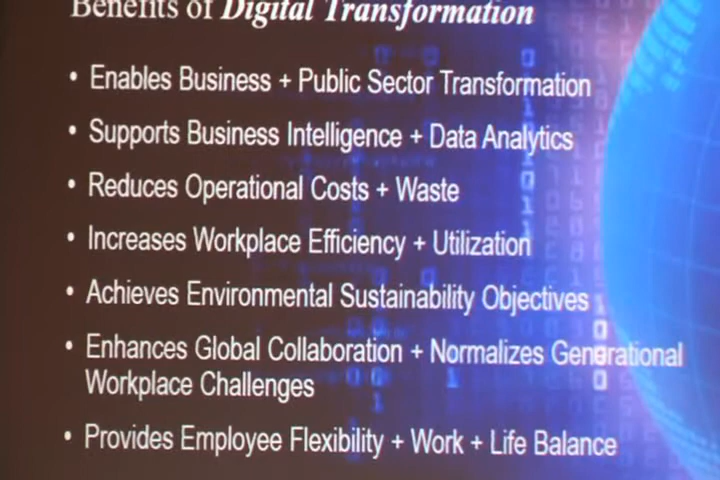 Benefits of Digital Transformation
• Enables Business + Public Sector Transformation
• Supports Business Intelligence + Data Analytics
• Reduces Operational Costs + Waste
• Increases Workplace Efficiency + Utilization
• Achieves Environmental Sustainability Objectives
• Enhances Global Collaboration + Normalizes Generational
Workplace Challenges
• Provides Employee Flexibility + Work + Life Balance